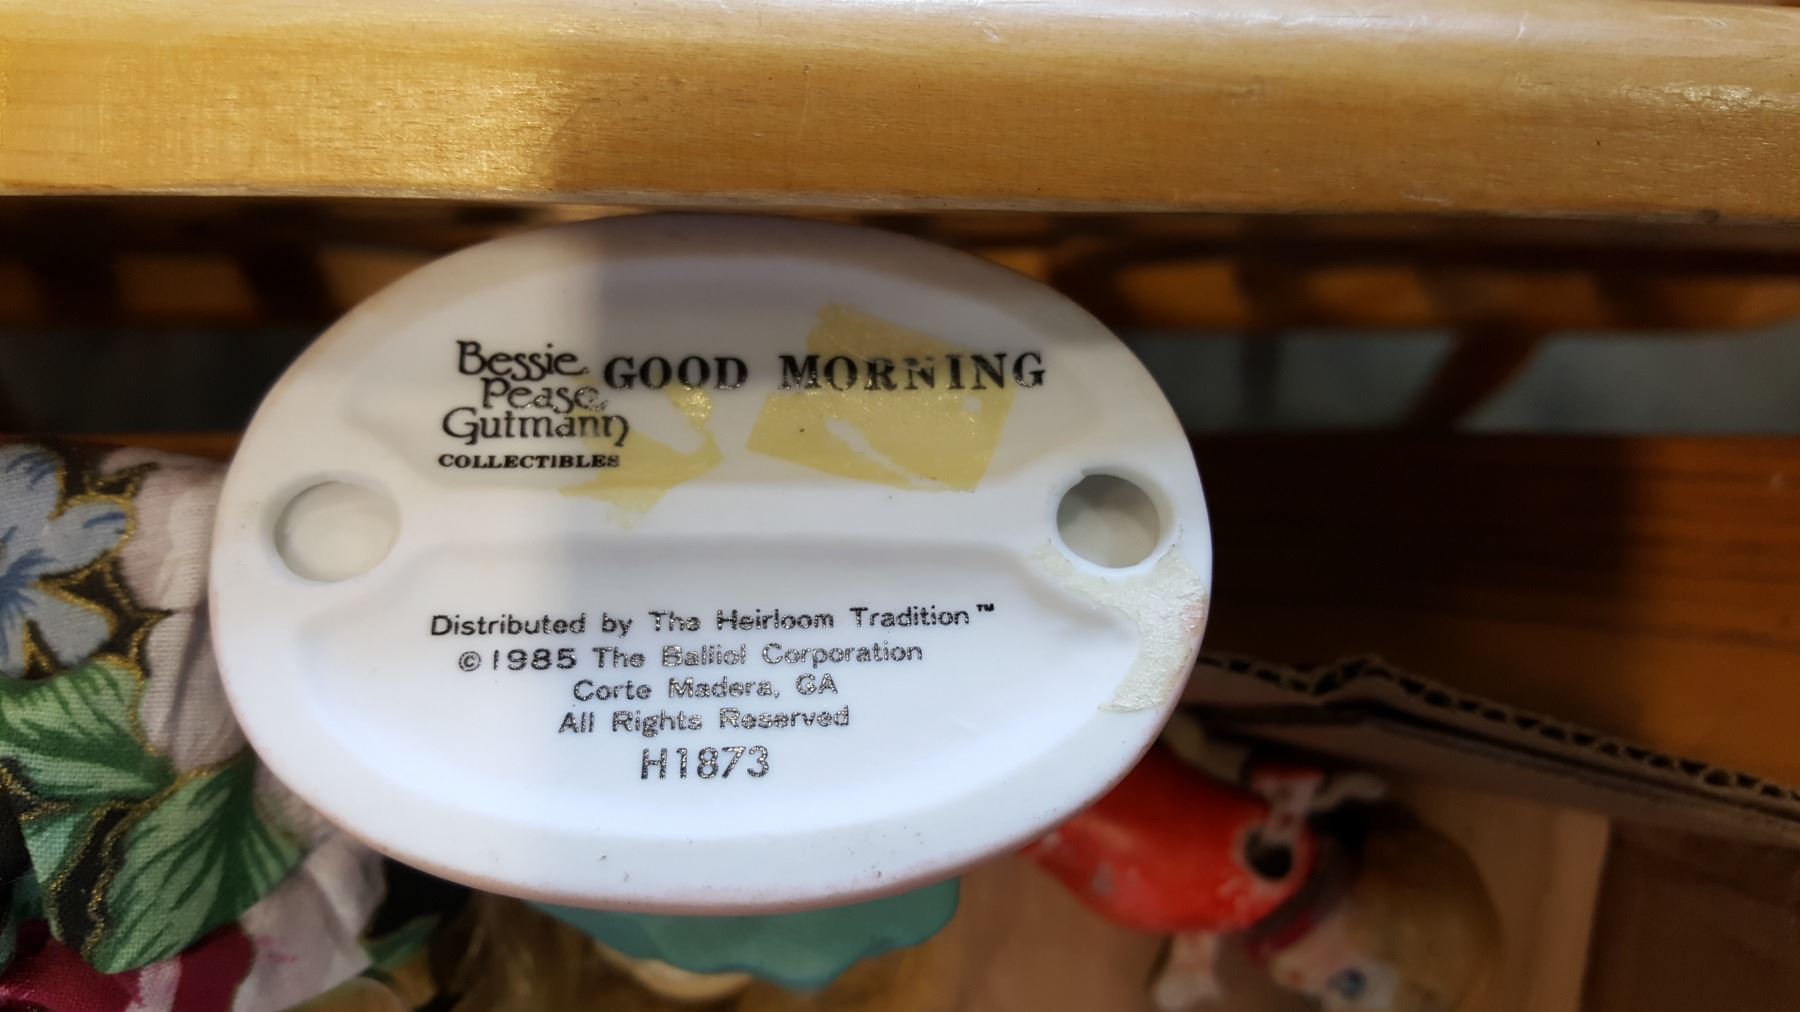 Bessie
Pease
Gutmann
COLLECTIBLES
GOOD MORNING
Distributed by The Heirloom Tradition™
©1985 The Balliol Corporation
Corte Madera, CA
All Rights Reserved
H1873